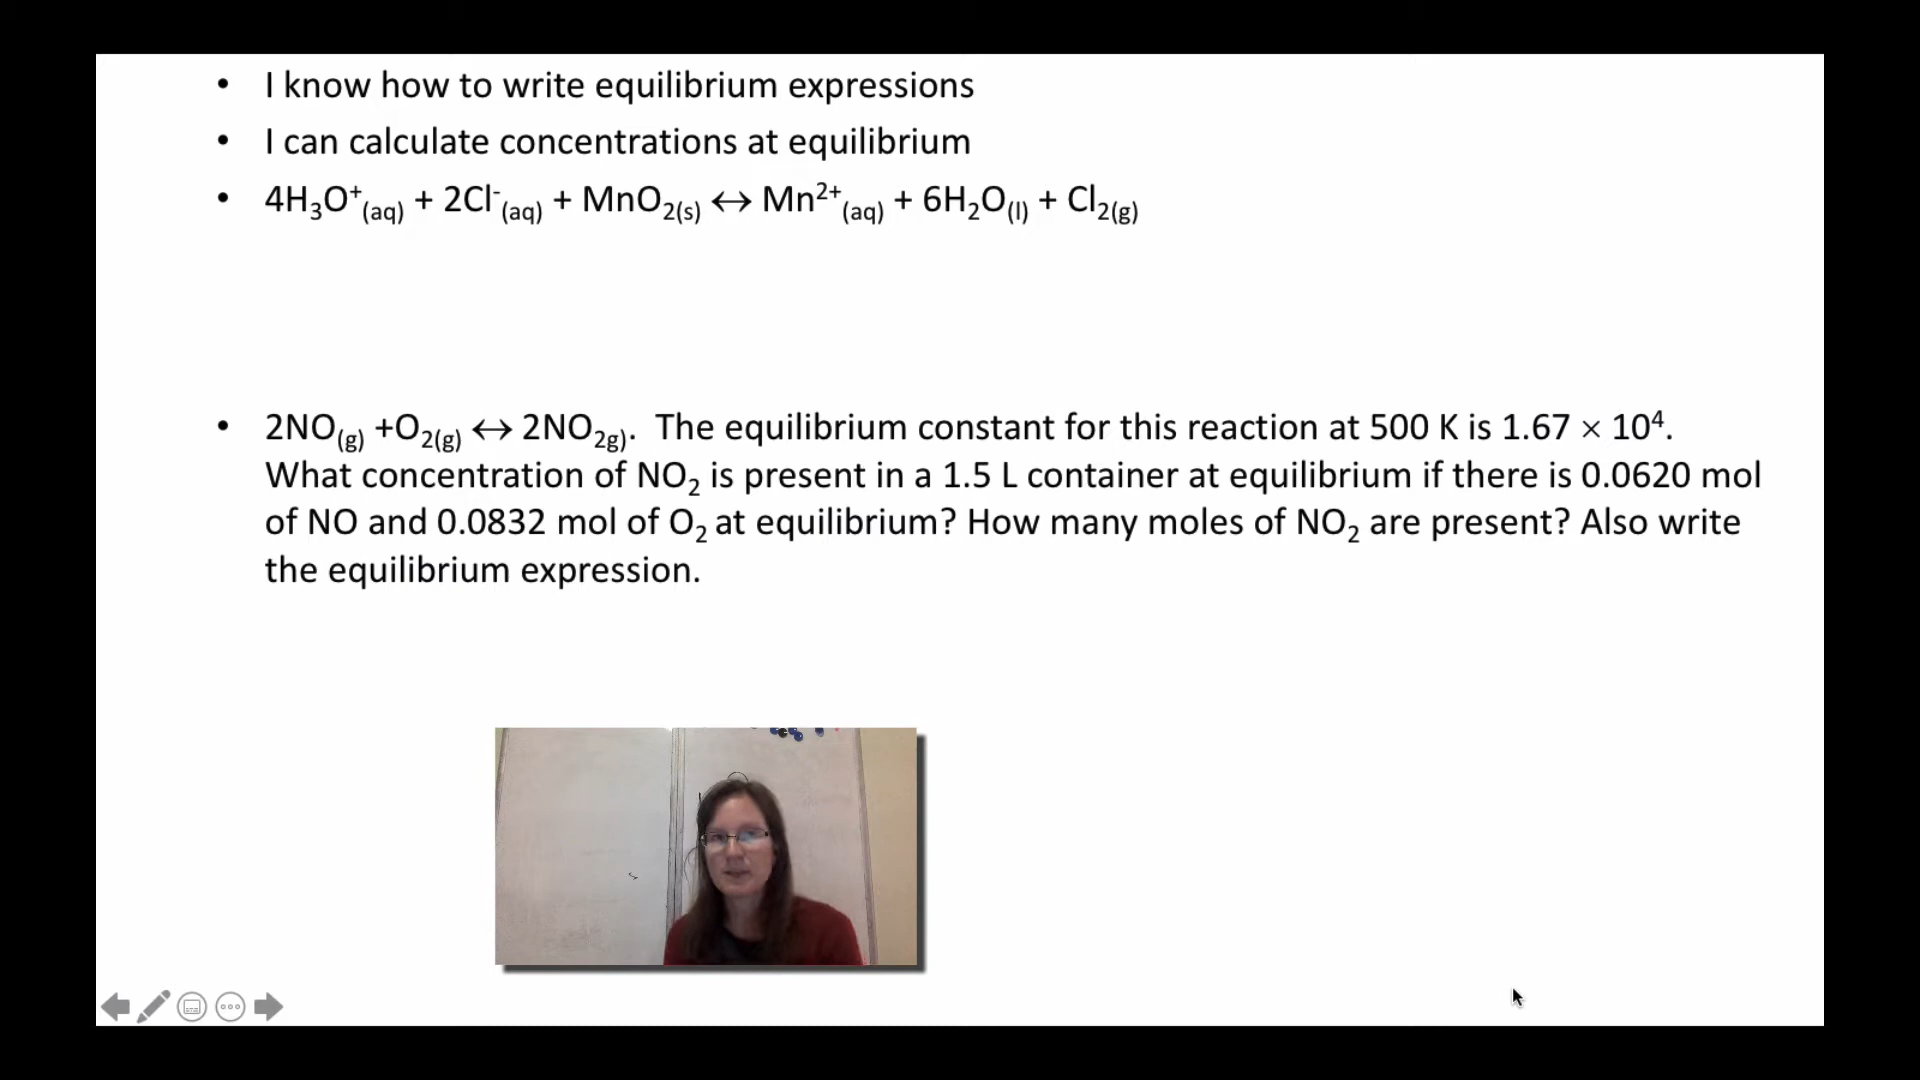 • I know how to write equilibrium expressions
• I can calculate concentrations at equilibrium
• 4H₃O⁺(aq) + 2Cl⁻(aq) + MnO₂(s) ↔ Mn²⁺(aq) + 6H₂O(l) + Cl₂(g)
• 2NO(g) +O₂(g) ↔ 2NO₂g). The equilibrium constant for this reaction at 500 K is 1.67 × 10⁴.
What concentration of NO₂ is present in a 1.5 L container at equilibrium if there is 0.0620 mol
of NO and 0.0832 mol of O₂ at equilibrium? How many moles of NO₂ are present? Also write
the equilibrium expression.